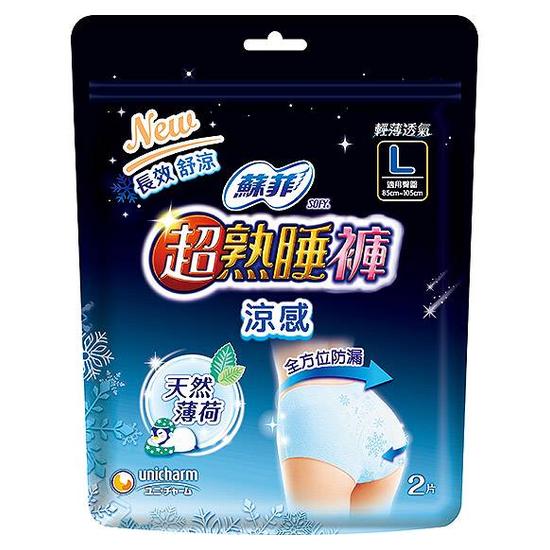 New
長效舒涼
輕薄透氣
L
適用臀圍
85cm~105cm
蘇菲
SOFY
超熟睡褲
涼感
全方位防漏
天然
薄荷
unicharm
ユニ・チャーム
2片